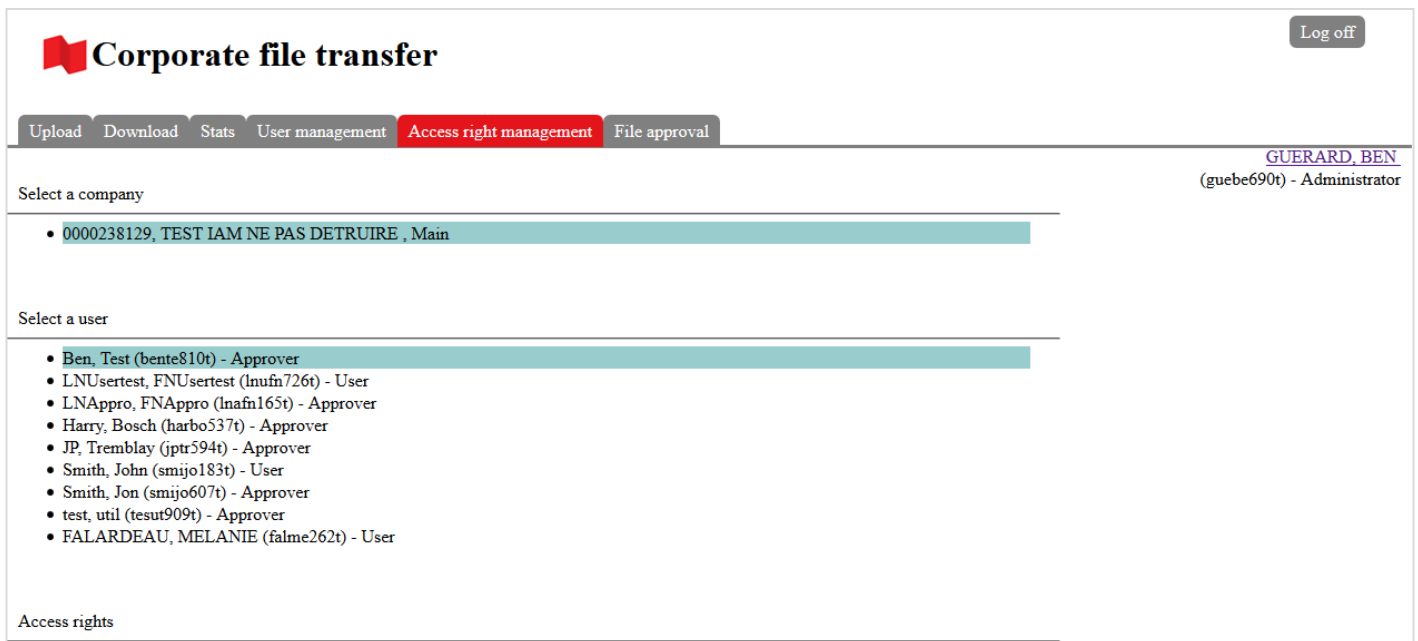 Corporate file transfer
Log off
Upload Download Stats User management Access right management File approval
GUERARD, BEN
(guebe690t) - Administrator
Select a company
0000238129, TEST IAM NE PAS DETRUIRE , Main
Select a user
Ben, Test (bente810t) - Approver
LNUsertest, FNUsertest (lnufn726t) - User
LNAppro, FNAppro (lnafn165t) - Approver
Harry, Bosch (harbo537t) - Approver
JP, Tremblay (jptr594t) - Approver
Smith, John (smijo183t) - User
Smith, Jon (smijo607t) - Approver
test, util (tesut909t) - Approver
FALARDEAU, MELANIE (falme262t) - User
Access rights